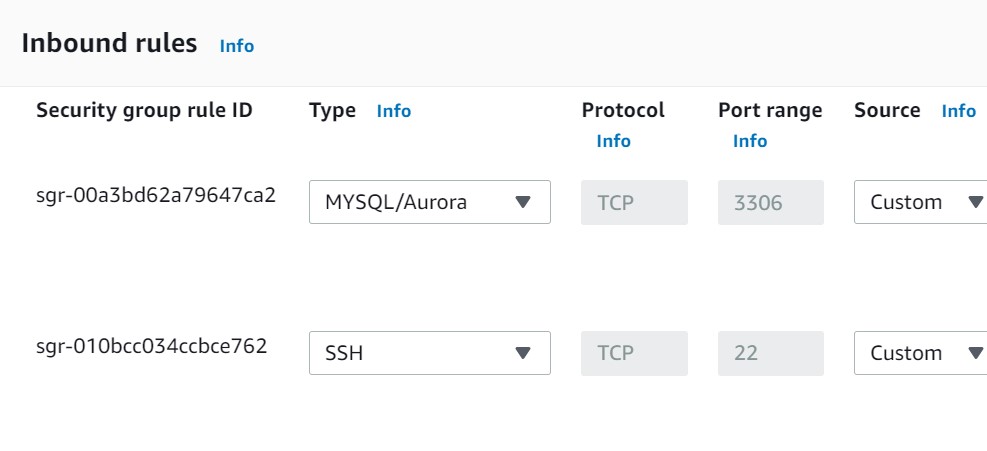 Inbound rules Info
Security group rule ID Type Info Protocol Info Port range Info Source Info
sgr-00a3bd62a79647ca2 MYSQL/Aurora TCP 3306 Custom
sgr-010bcc034ccbce762 SSH TCP 22 Custom